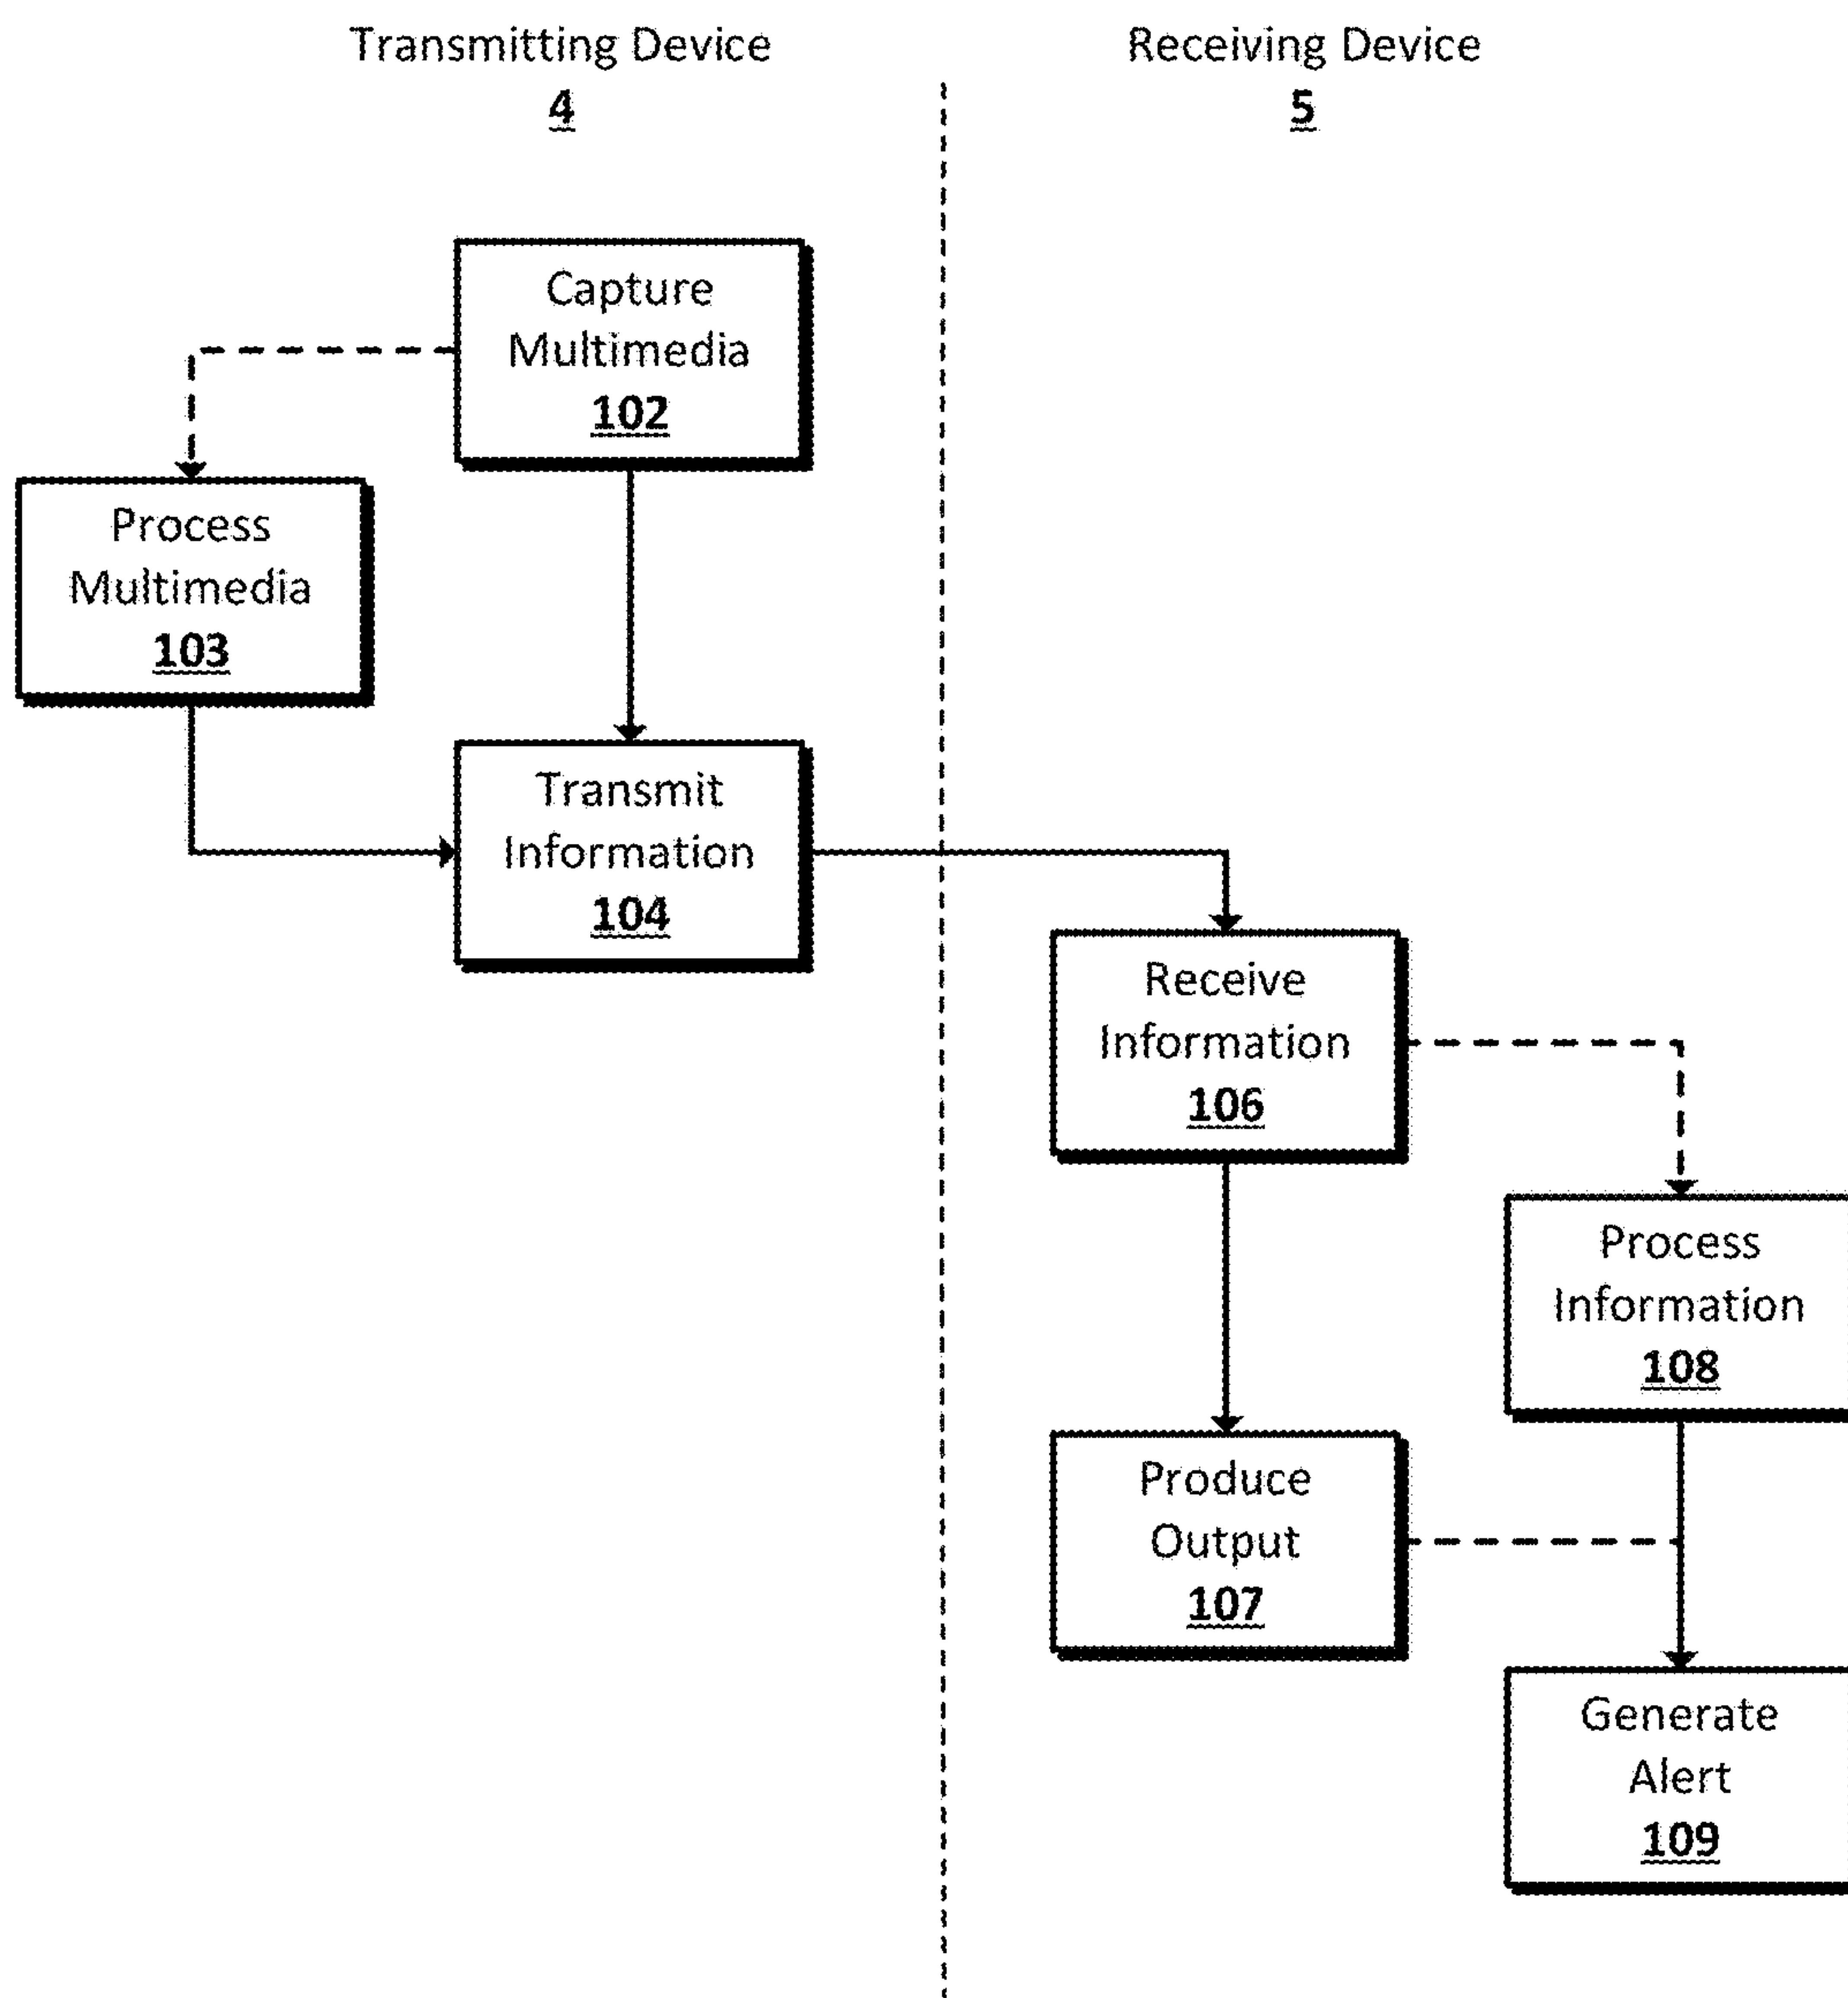 Transmitting Device
4
Receiving Device
5
Capture
Multimedia
102
Process
Multimedia
103
Transmit
Information
104
Receive
Information
106
Process
Information
108
Produce
Output
107
Generate
Alert
109